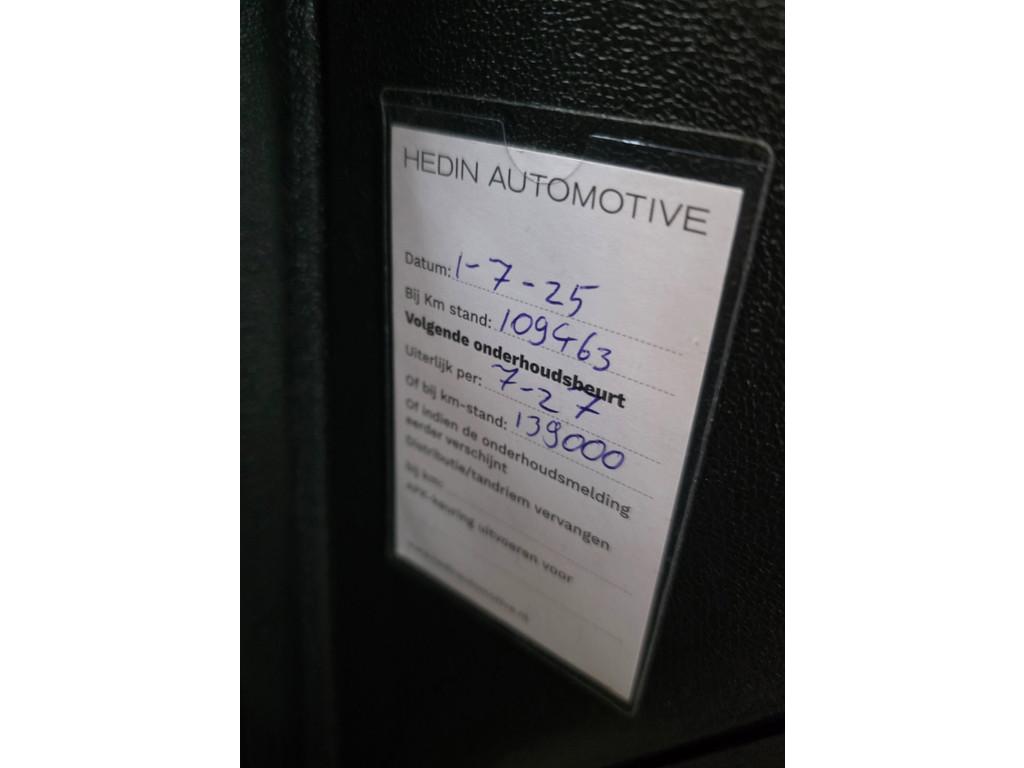 HEDIN AUTOMOTIVE
Datum: 1-7-25
Bij Km stand: 109463
Volgende onderhoudsbeurt
Uiterlijk per: 7-27
Of bij km-stand: 139000
Of indien de onderhoudsmelding
eerder verschijnt
Distributie/tandriem vervangen
bij km:
APK-keuring uitvoeren voor